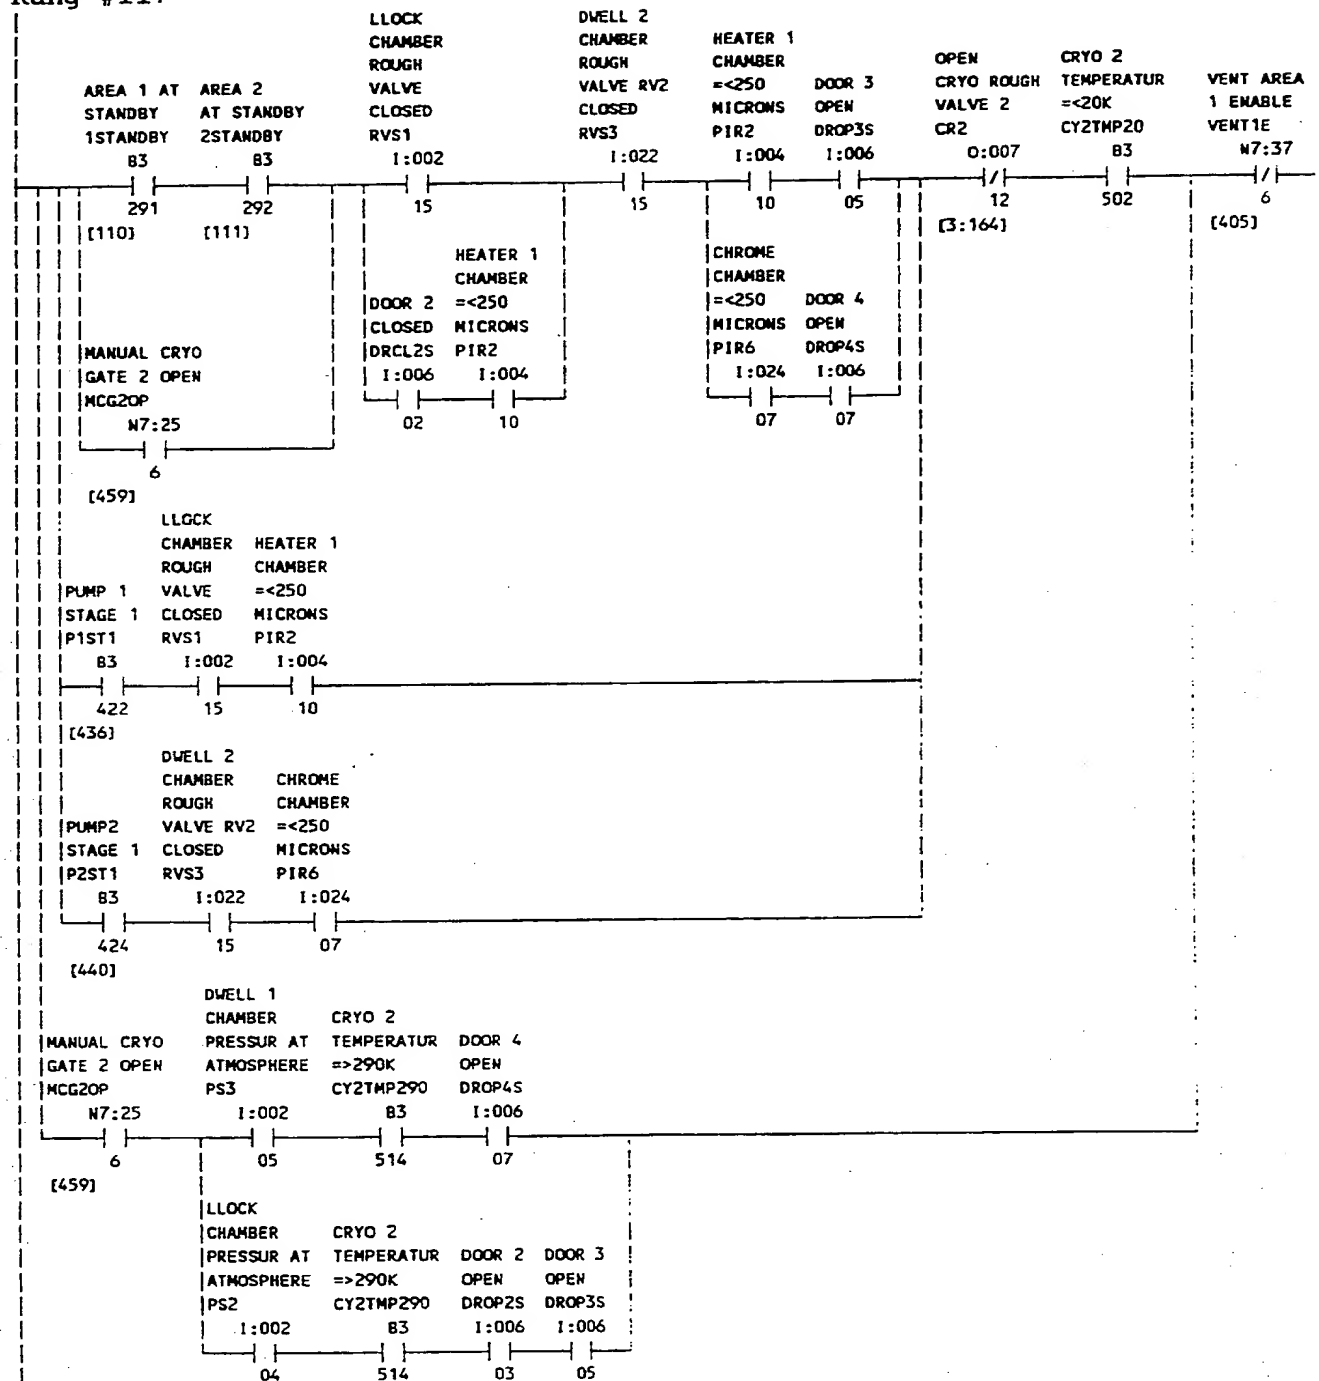 Rung #117
LLOCK DWELL 2
CHAMBER CHAMBER HEATER 1
ROUGH ROUGH CHAMBER OPEN CRYO 2
AREA 1 AT AREA 2 VALVE VALVE RV2 =<250 DOOR 3 CRYO ROUGH TEMPERATUR VENT AREA
STANDBY AT STANDBY CLOSED CLOSED MICRONS OPEN VALVE 2 =<20K 1 ENABLE
1STANDBY 2STANDBY RVS1 RVS3 PIR2 DROP3S CR2 CY2TMP20 VENT1E
B3 B3 I:002 I:022 I:004 I:006 O:007 B3 N7:37
291 292 15 15 10 05 12 502 6
[110] [111] [3:164] [405]
HEATER 1 CHROME
CHAMBER CHAMBER
DOOR 2 =<250 =<250 DOOR 4
CLOSED MICRONS MICRONS OPEN
DRCL2S PIR2 PIR6 DROP4S
I:006 I:004 I:024 I:006
02 10 07 07
MANUAL CRYO
GATE 2 OPEN
MCG2OP
N7:25
6
[459]
LLOCK
CHAMBER HEATER 1
ROUGH CHAMBER
PUMP 1 VALVE =<250
STAGE 1 CLOSED MICRONS
P1ST1 RVS1 PIR2
B3 I:002 I:004
422 15 10
[436]
DWELL 2
CHAMBER CHROME
ROUGH CHAMBER
PUMP2 VALVE RV2 =<250
STAGE 1 CLOSED MICRONS
P2ST1 RVS3 PIR6
B3 I:022 I:024
424 15 07
[440]
DWELL 1
CHAMBER CRYO 2
MANUAL CRYO PRESSUR AT TEMPERATUR DOOR 4
GATE 2 OPEN ATMOSPHERE =>290K OPEN
MCG2OP PS3 CY2TMP290 DROP4S
N7:25 I:002 B3 I:006
6 05 514 07
[459]
LLOCK
CHAMBER CRYO 2
PRESSUR AT TEMPERATUR DOOR 2 DOOR 3
ATMOSPHERE =>290K OPEN OPEN
PS2 CY2TMP290 DROP2S DROP3S
I:002 B3 I:006 I:006
04 514 03 05